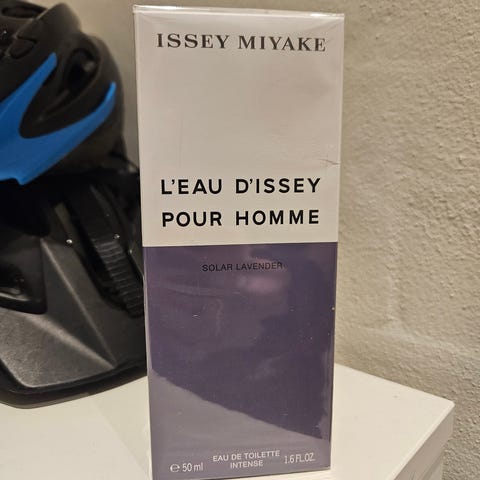 ISSEY MIYAKE
L'EAU D'ISSEY
POUR HOMME
SOLAR LAVENDER
EAU DE TOILETTE
INTENSE
℮ 50 ml
1.6 FL.OZ.